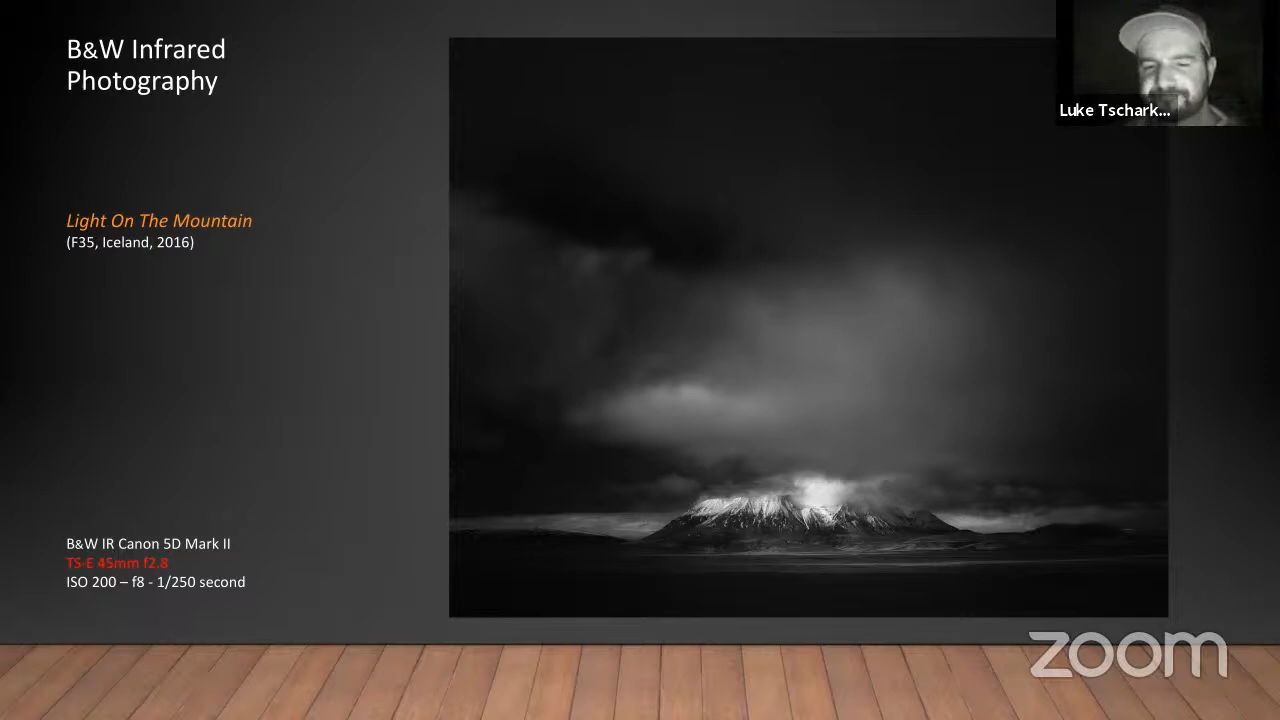 B&W Infrared
Photography
Luke Tschark...
Light On The Mountain
(F35, Iceland, 2016)
B&W IR Canon 5D Mark II
TS-E 45mm f2.8
ISO 200 – f8 - 1/250 second
zoom